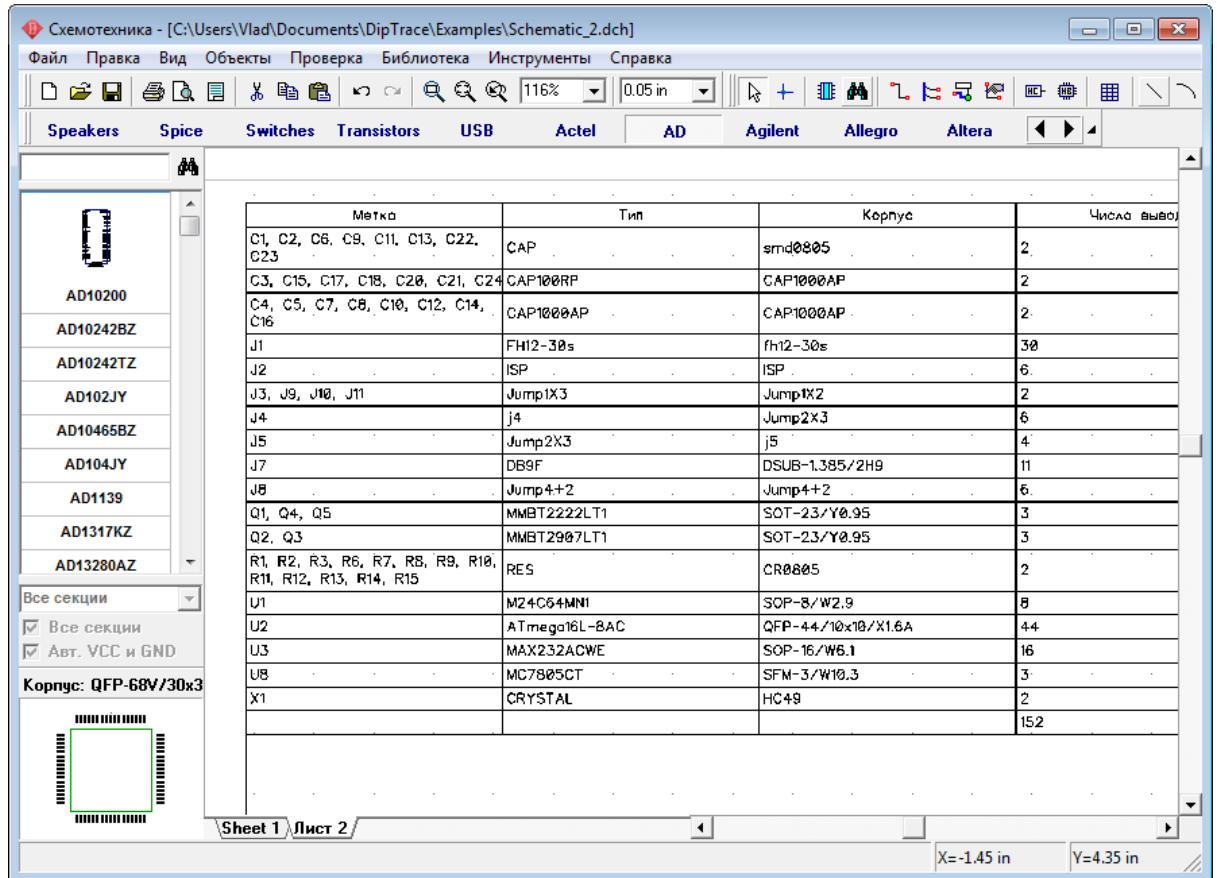 Схемотехника - [C:\Users\Vlad\Documents\DipTrace\Examples\Schematic_2.dch]
Файл Правка Вид Объекты Проверка Библиотека Инструменты Справка
116% 0.05 in
Speakers Spice Switches Transistors USB Actel AD Agilent Allegro Altera
AD10200
AD10242BZ
AD10242TZ
AD102JY
AD10465BZ
AD104JY
AD1139
AD1317KZ
AD13280AZ
Все секции
Все секции
Авт. VCC и GND
Корпус: QFP-68V/30x3
Метка Тип Корпус Число вывод
C1, C2, C6, C9, C11, C13, C22,
C23 CAP smd0805 2
C3, C15, C17, C18, C20, C21, C24 CAP100RP CAP1000AP 2
C4, C5, C7, C8, C10, C12, C14,
C16 CAP1000AP CAP1000AP 2
J1 FH12-30s fh12-30s 30
J2 ISP ISP 6
J3, J9, J10, J11 Jump1X3 Jump1X2 2
J4 j4 Jump2X3 6
J5 Jump2X3 j5 4
J7 DB9F DSUB-1.385/2H9 11
J8 Jump4+2 Jump4+2 6
Q1, Q4, Q5 MMBT2222LT1 SOT-23/Y0.95 3
Q2, Q3 MMBT2907LT1 SOT-23/Y0.95 3
R1, R2, R3, R6, R7, R8, R9, R10,
R11, R12, R13, R14, R15 RES CR0805 2
U1 M24C64MN1 SOP-8/W2.9 8
U2 ATmega16L-8AC QFP-44/10x10/X1.6A 44
U3 MAX232ACWE SOP-16/W6.1 16
U8 MC7805CT SFM-3/W10.3 3
X1 CRYSTAL HC49 2
152
Sheet 1 Лист 2
X=-1.45 in Y=4.35 in